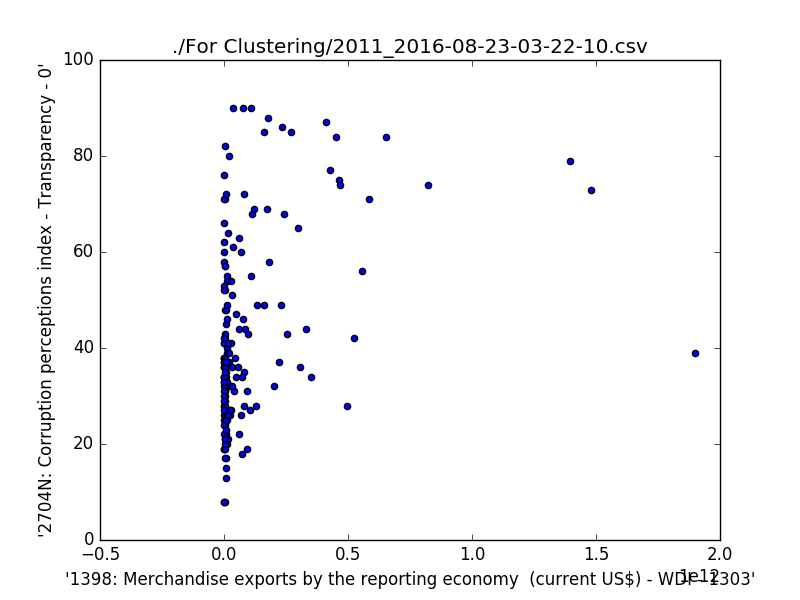 ./For Clustering/2011_2016-08-23-03-22-10.csv
100
80
60
40
20
0
'2704N: Corruption perceptions index - Transparency - 0'
−0.5 0.0 0.5 1.0 1.5 2.0
1e12
'1398: Merchandise exports by the reporting economy  (current US$) - WDI - 1303'